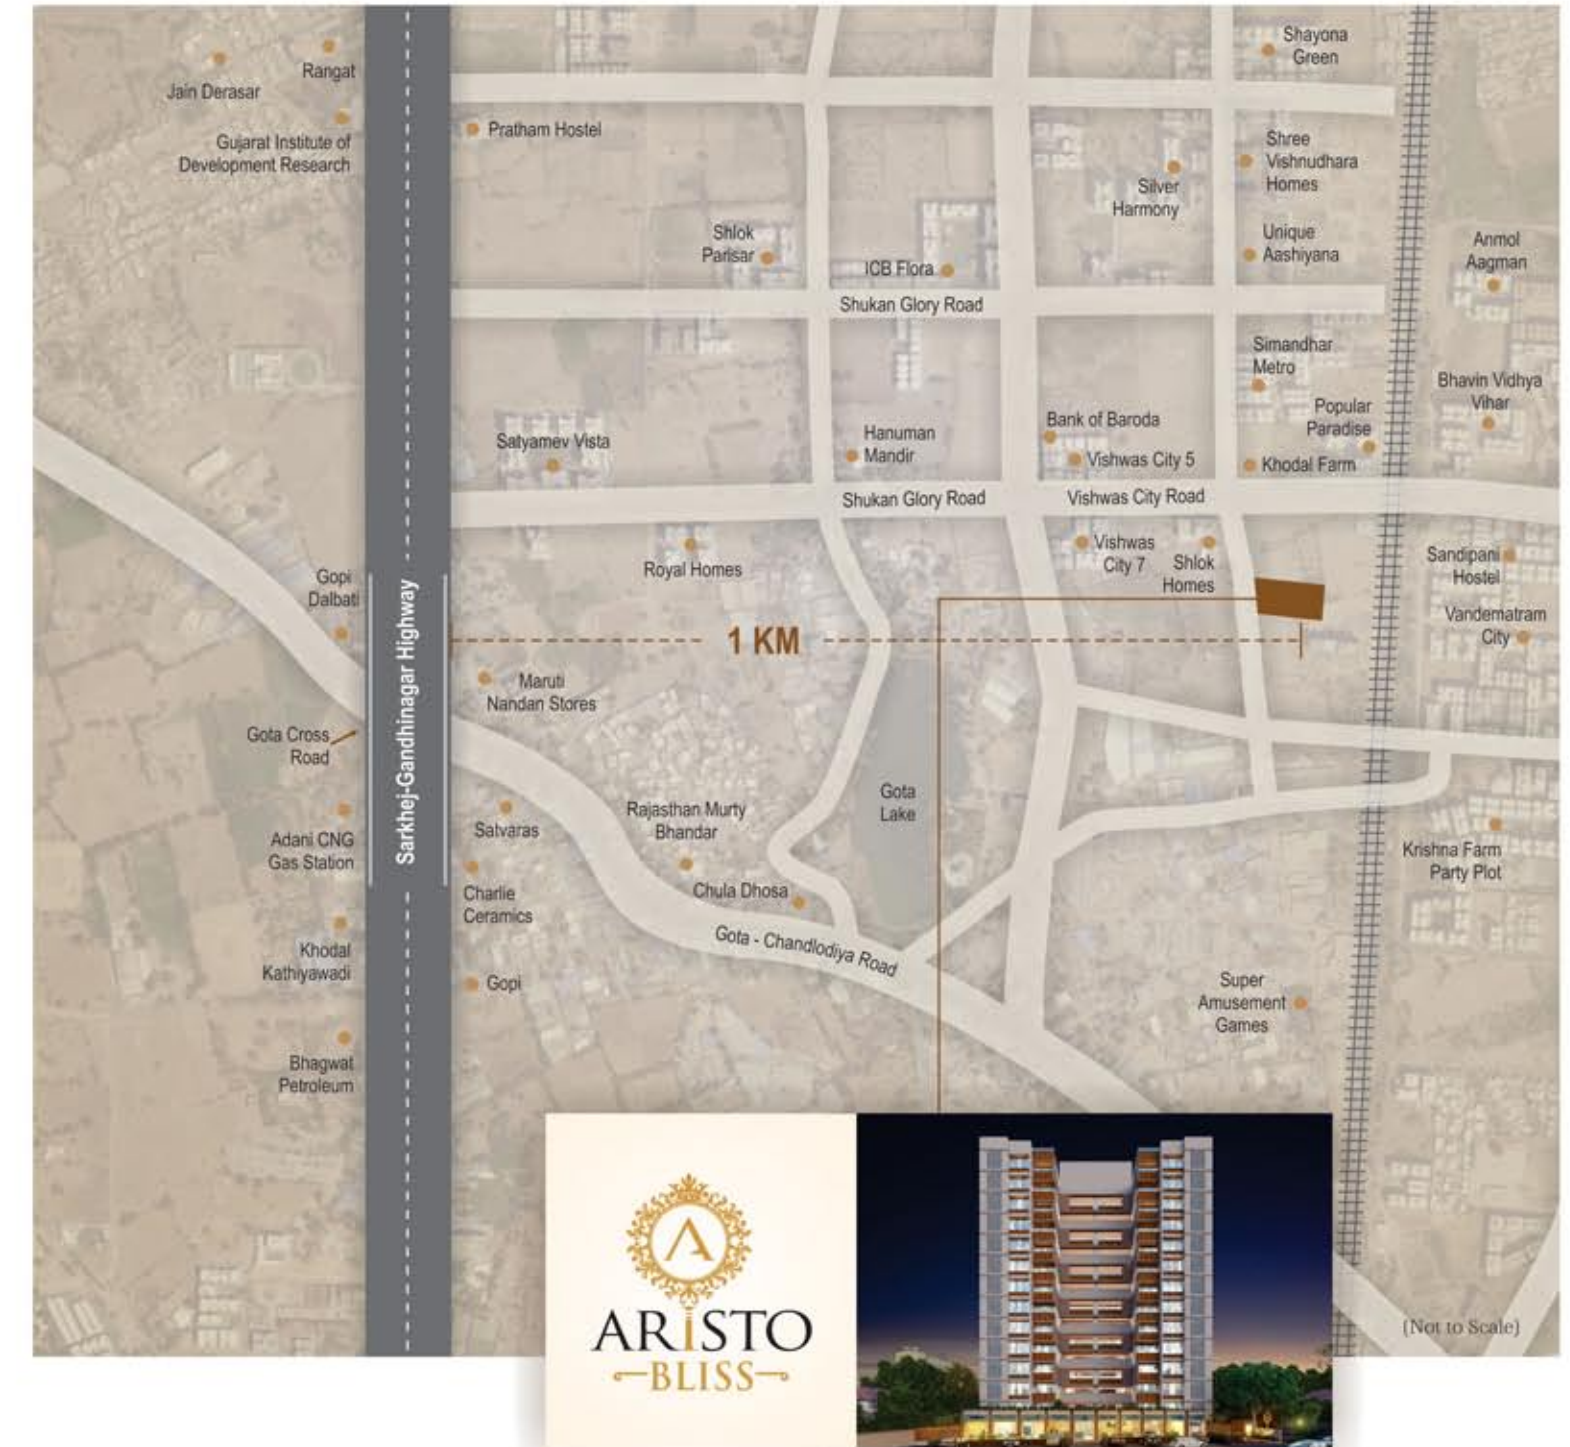 Shayona
Green
Rangat
Jain Derasar
Gujarat Institute of
Development Research
Pratham Hostel
Shree
Vishnudhara
Homes
Silver
Harmony
Shlok
Parisar
ICB Flora
Unique
Aashiyana
Anmol
Aagman
Shukan Glory Road
Simandhar
Metro
Bhavin Vidhya
Vihar
Popular
Paradise
Bank of Baroda
Hanuman
Mandir
Satyamev Vista
Vishwas City 5
Khodal Farm
Shukan Glory Road
Vishwas City Road
Royal Homes
Vishwas
City 7
Shlok
Homes
Sandipani
Hostel
Gopi
Dalbati
Vandematram
City
1 KM
Sarkhej-Gandhinagar Highway
Maruti
Nandan Stores
Gota Cross
Road
Gota
Lake
Satvaras
Rajasthan Murty
Bhandar
Adani CNG
Gas Station
Krishna Farm
Party Plot
Charlie
Ceramics
Chula Dhosa
Gota - Chandlodiya Road
Khodal
Kathiyawadi
Gopi
Super
Amusement
Games
Bhagwat
Petroleum
A
ARiSTO
BLISS
(Not to Scale)